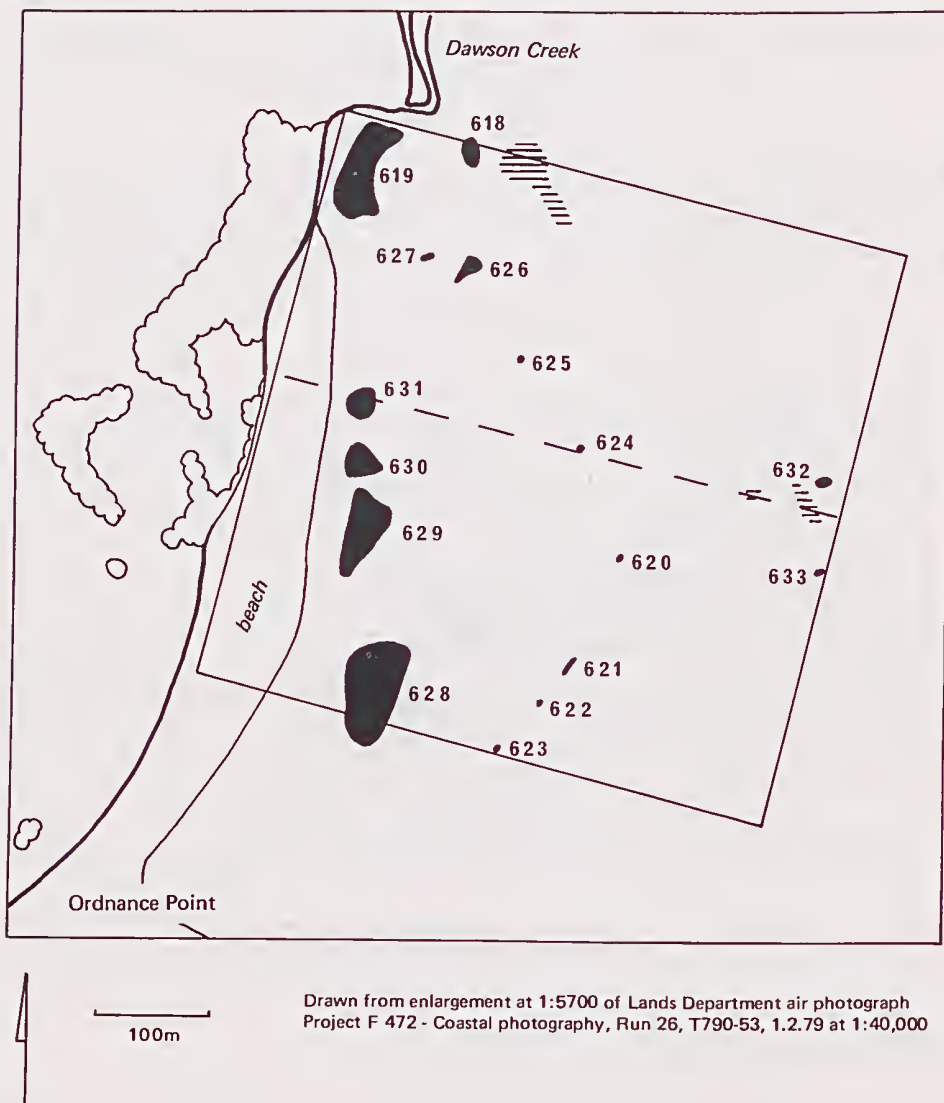 Dawson Creek
618
619
627
626
625
631
624
630
632
629
620
633
beach
621
628
622
623
Ordnance Point
100m
Drawn from enlargement at 1:5700 of Lands Department air photograph
Project F 472 - Coastal photography, Run 26, T790-53, 1.2.79 at 1:40,000